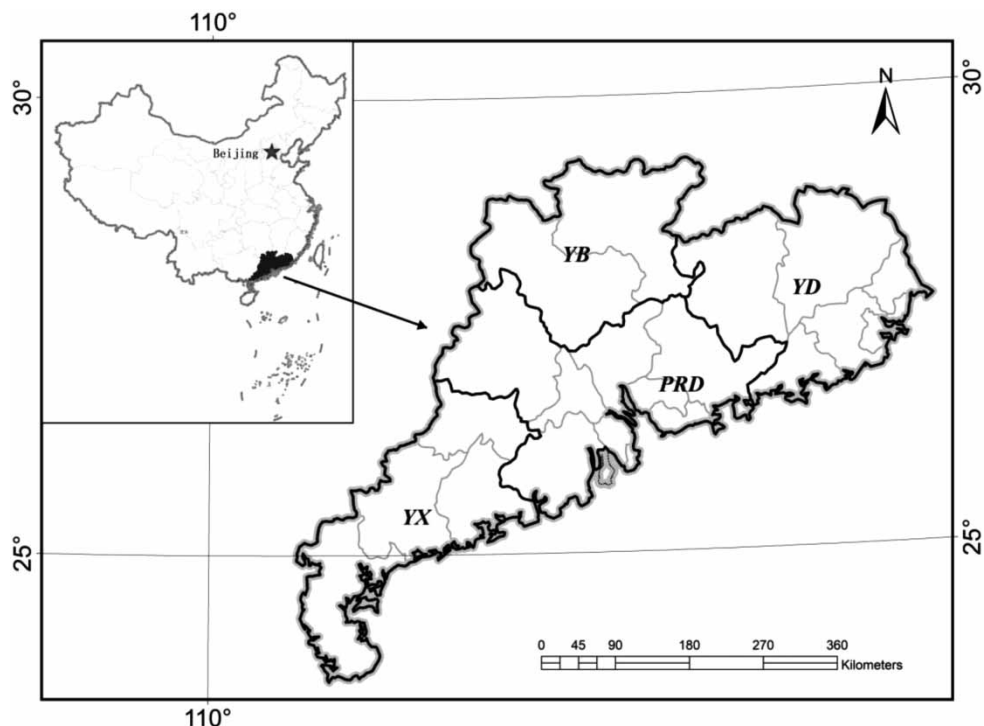 110°
30°
30°
N
Beijing
YB
YD
PRD
YX
25°
25°
0 45 90 180 270 360
Kilometers
110°